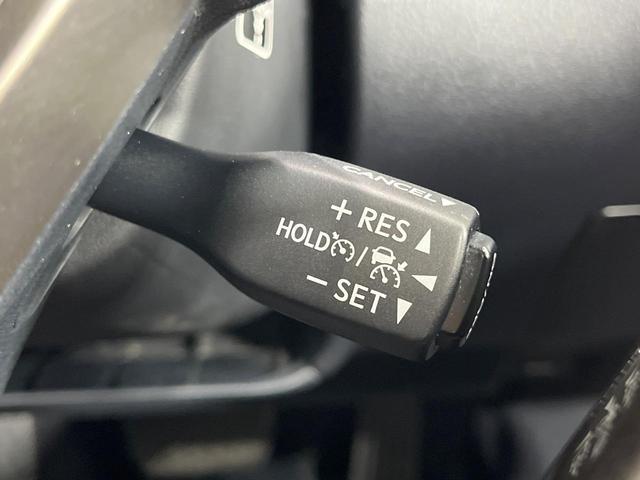 CANCEL▼
+ RES ▲
HOLD /
− SET ▼